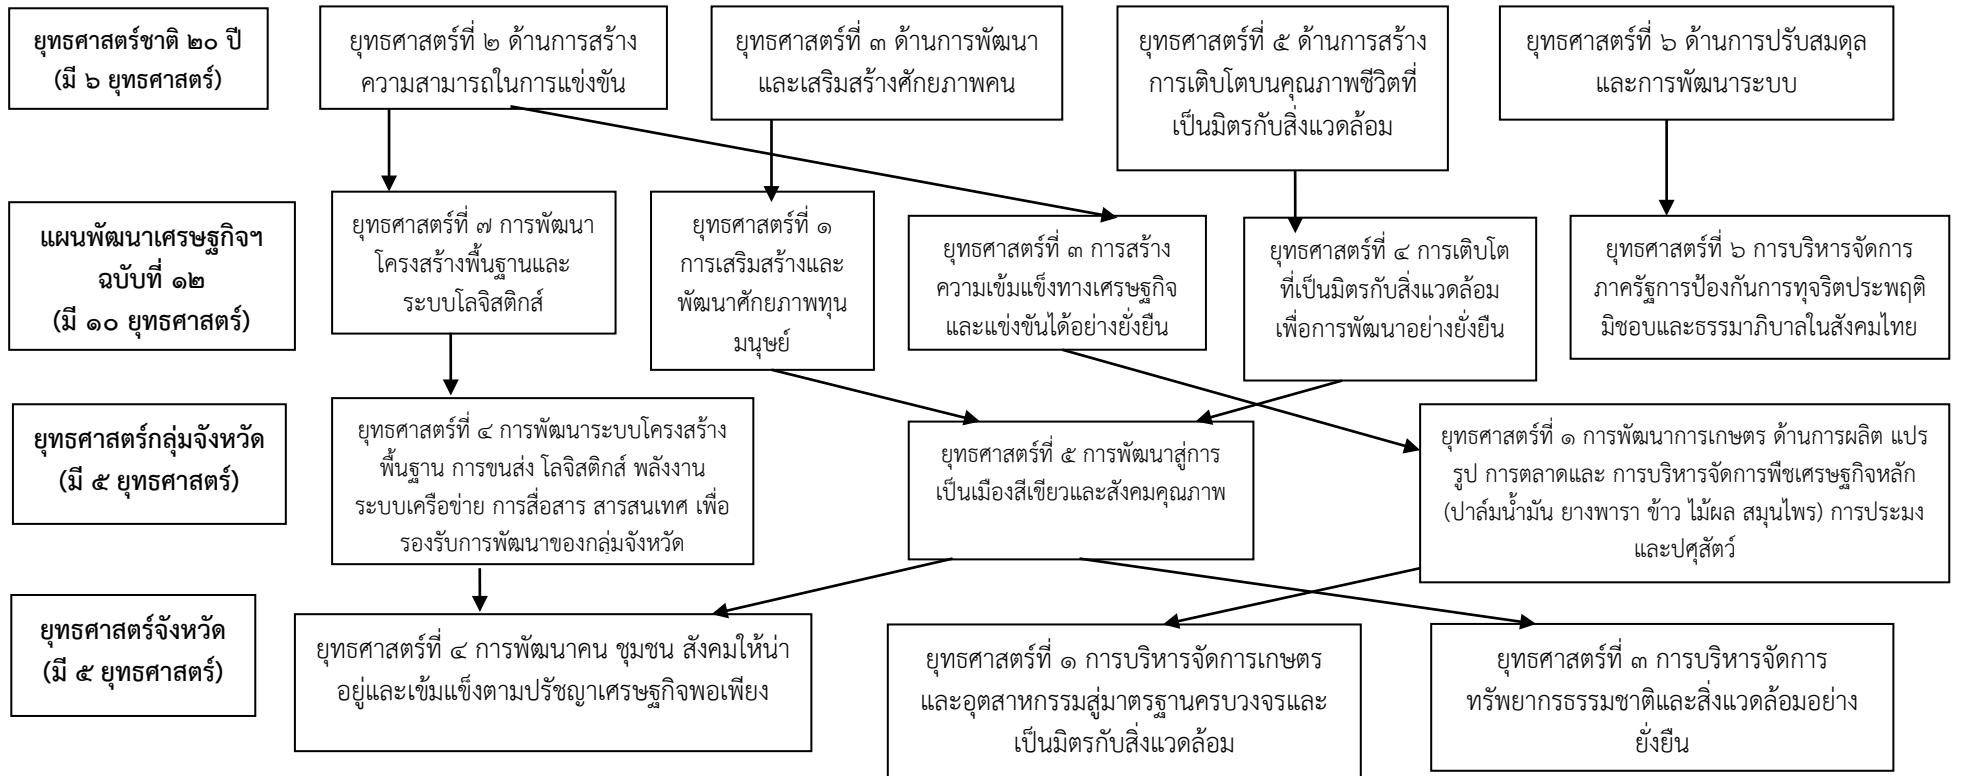 ยุทธศาสตร์ชาติ ๒๐ ปี
(มี ๖ ยุทธศาสตร์)
ยุทธศาสตร์ที่ ๒ ด้านการสร้าง
ความสามารถในการแข่งขัน
ยุทธศาสตร์ที่ ๓ ด้านการพัฒนา
และเสริมสร้างศักยภาพคน
ยุทธศาสตร์ที่ ๕ ด้านการสร้าง
การเติบโตบนคุณภาพชีวิตที่
เป็นมิตรกับสิ่งแวดล้อม
ยุทธศาสตร์ที่ ๖ ด้านการปรับสมดุล
และการพัฒนาระบบ
แผนพัฒนาเศรษฐกิจฯ
ฉบับที่ ๑๒
(มี ๑๐ ยุทธศาสตร์)
ยุทธศาสตร์ที่ ๗ การพัฒนา
โครงสร้างพื้นฐานและ
ระบบโลจิสติกส์
ยุทธศาสตร์ที่ ๑
การเสริมสร้างและ
พัฒนาศักยภาพทุน
มนุษย์
ยุทธศาสตร์ที่ ๓ การสร้าง
ความเข้มแข็งทางเศรษฐกิจ
และแข่งขันได้อย่างยั่งยืน
ยุทธศาสตร์ที่ ๔ การเติบโต
ที่เป็นมิตรกับสิ่งแวดล้อม
เพื่อการพัฒนาอย่างยั่งยืน
ยุทธศาสตร์ที่ ๖ การบริหารจัดการ
ภาครัฐการป้องกันการทุจริตประพฤติ
มิชอบและธรรมาภิบาลในสังคมไทย
ยุทธศาสตร์กลุ่มจังหวัด
(มี ๕ ยุทธศาสตร์)
ยุทธศาสตร์ที่ ๔ การพัฒนาระบบโครงสร้าง
พื้นฐาน การขนส่ง โลจิสติกส์ พลังงาน
ระบบเครือข่าย การสื่อสาร สารสนเทศ เพื่อ
รองรับการพัฒนาของกลุ่มจังหวัด
ยุทธศาสตร์ที่ ๕ การพัฒนาสู่การ
เป็นเมืองสีเขียวและสังคมคุณภาพ
ยุทธศาสตร์ที่ ๑ การพัฒนาการเกษตร ด้านการผลิต แปร
รูป การตลาดและ การบริหารจัดการพืชเศรษฐกิจหลัก
(ปาล์มน้ำมัน ยางพารา ข้าว ไม้ผล สมุนไพร) การประมง
และปศุสัตว์
ยุทธศาสตร์จังหวัด
(มี ๕ ยุทธศาสตร์)
ยุทธศาสตร์ที่ ๔ การพัฒนาคน ชุมชน สังคมให้น่า
อยู่และเข้มแข็งตามปรัชญาเศรษฐกิจพอเพียง
ยุทธศาสตร์ที่ ๑ การบริหารจัดการเกษตร
และอุตสาหกรรมสู่มาตรฐานครบวงจรและ
เป็นมิตรกับสิ่งแวดล้อม
ยุทธศาสตร์ที่ ๓ การบริหารจัดการ
ทรัพยากรธรรมชาติและสิ่งแวดล้อมอย่าง
ยั่งยืน